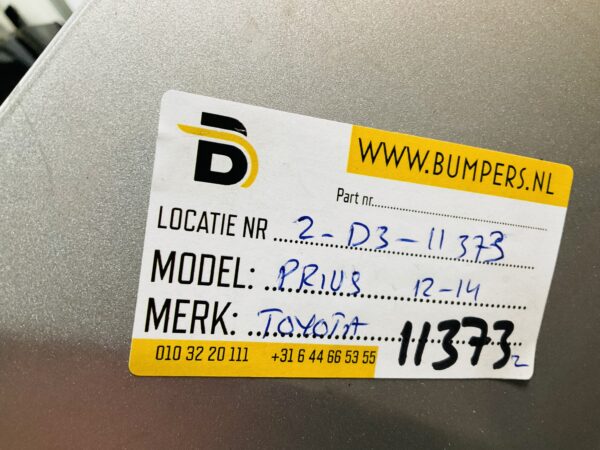 B
WWW.BUMPERS.NL
Part nr.
LOCATIE NR 2-D3-11373
MODEL: PRIUS 12-14
MERK: TOYOTA
11373 2
010 32 20 111 +31 6 44 66 53 55